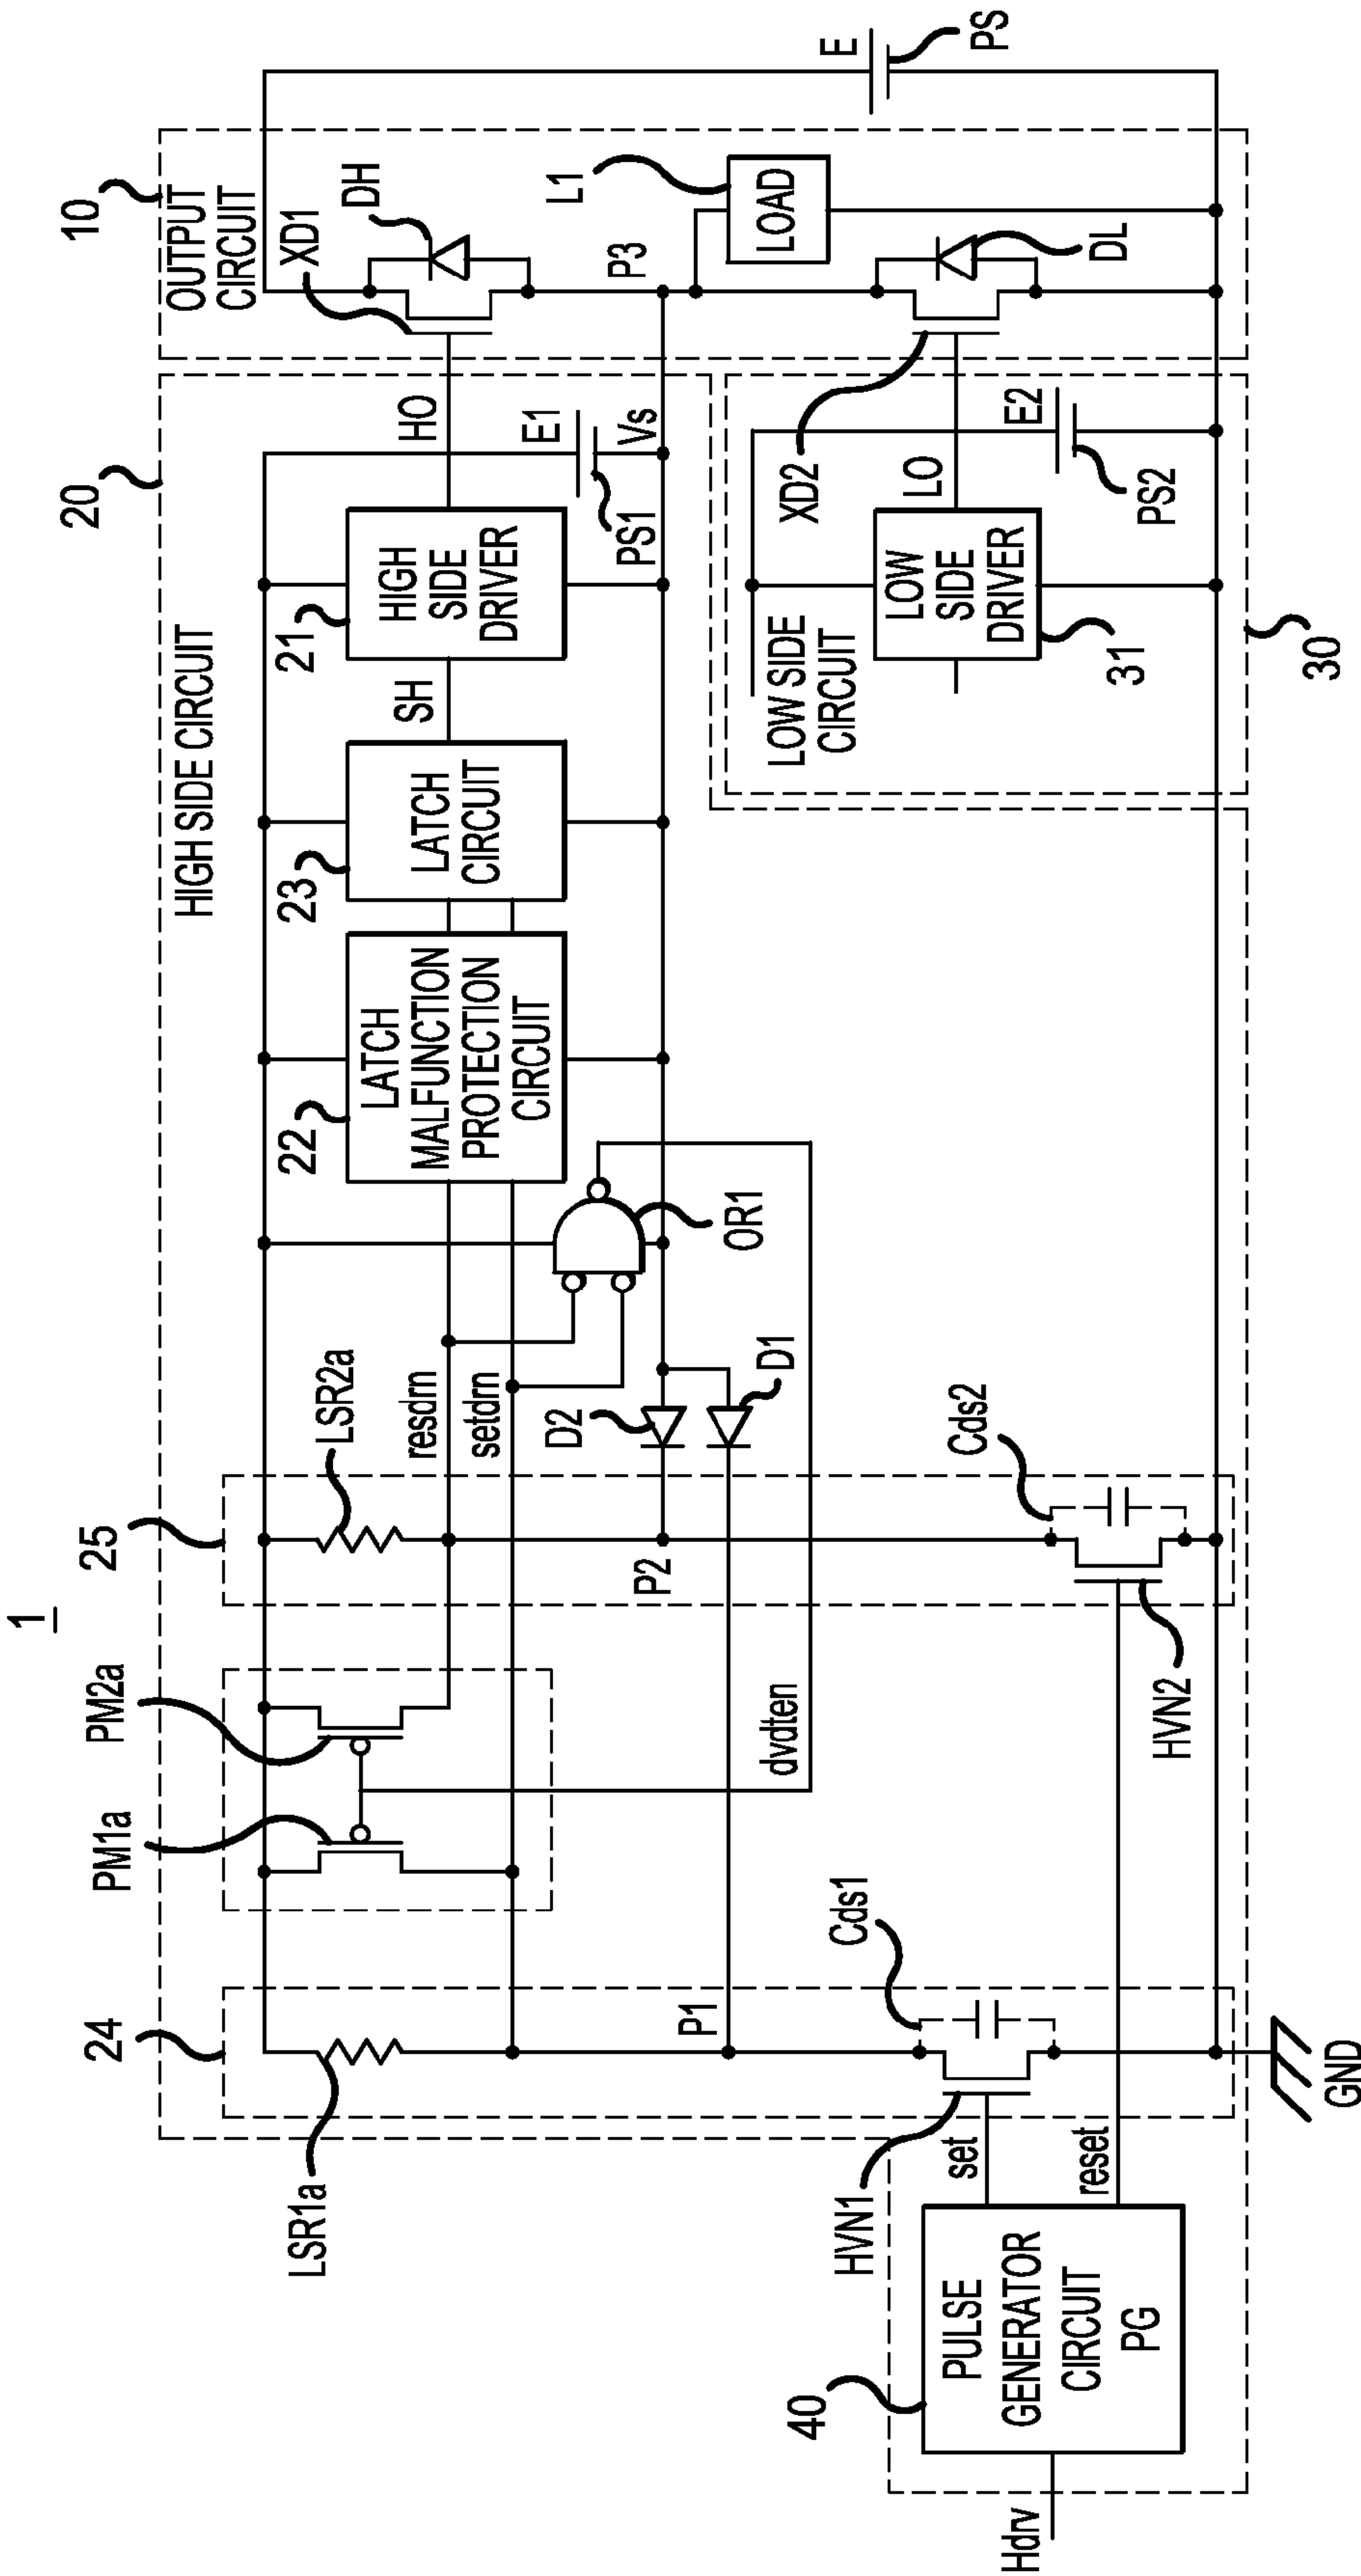 1
10
OUTPUT
CIRCUIT
XD1
DH
L1
LOAD
P3
DL
E
PS
20
HIGH SIDE CIRCUIT
HO
E1
Vs
PS1
21
HIGH
SIDE
DRIVER
SH
23
LATCH
CIRCUIT
22
LATCH
MALFUNCTION
PROTECTION
CIRCUIT
OR1
XD2
LO
E2
PS2
LOW SIDE
CIRCUIT
LOW
SIDE
DRIVER
31
30
25
LSR2a
resdrn
setdrn
D2
D1
P2
Cds2
HVN2
PM2a
PM1a
dvdten
24
LSR1a
P1
Cds1
HVN1
set
reset
40
PULSE
GENERATOR
CIRCUIT
PG
Hdrv
GND